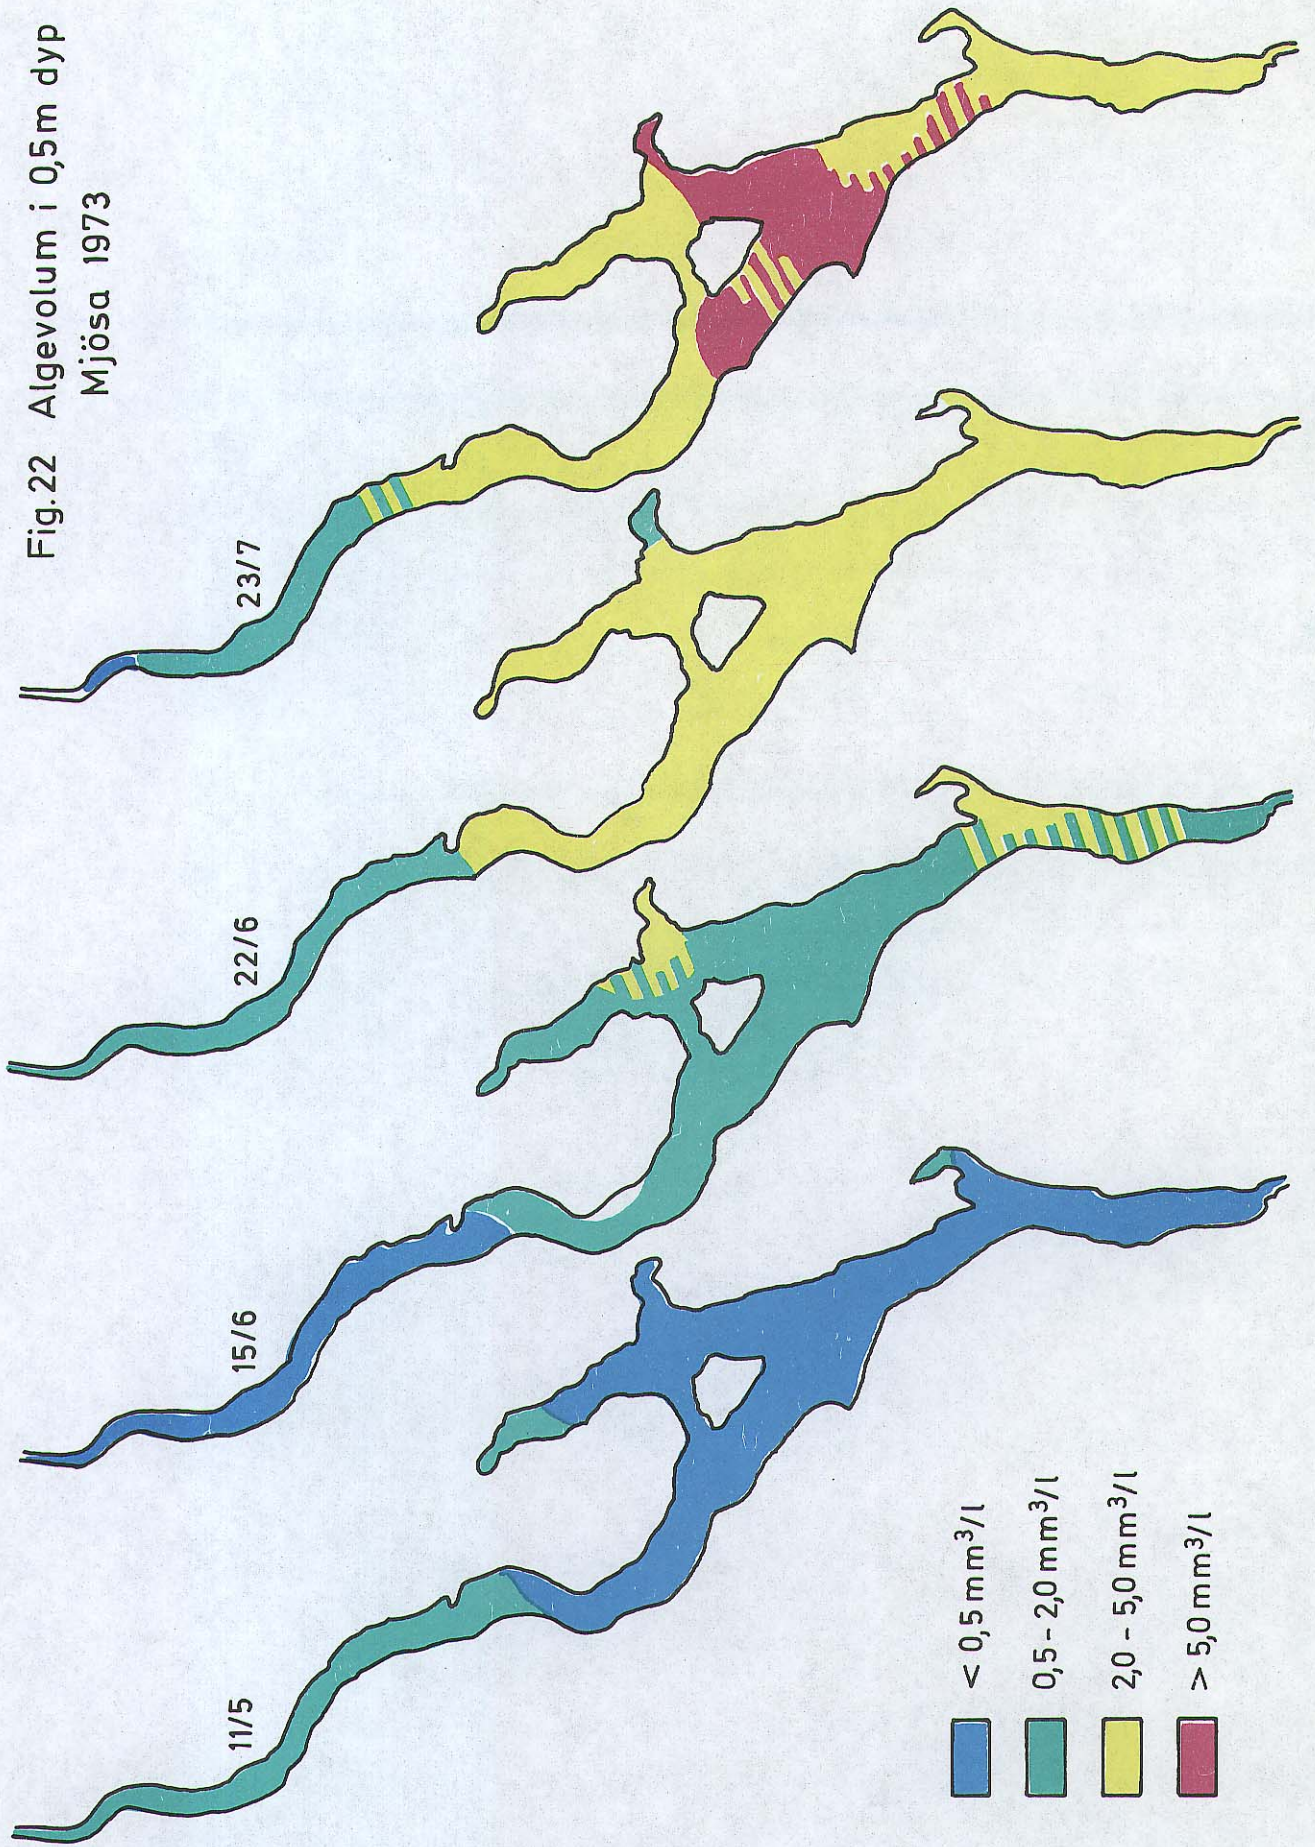 Fig.22 Algevolum i 0,5m dyp
Mjösa 1973
11/5
15/6
22/6
23/7
< 0,5 mm³/l
0,5 – 2,0 mm³/l
2,0 – 5,0 mm³/l
> 5,0 mm³/l